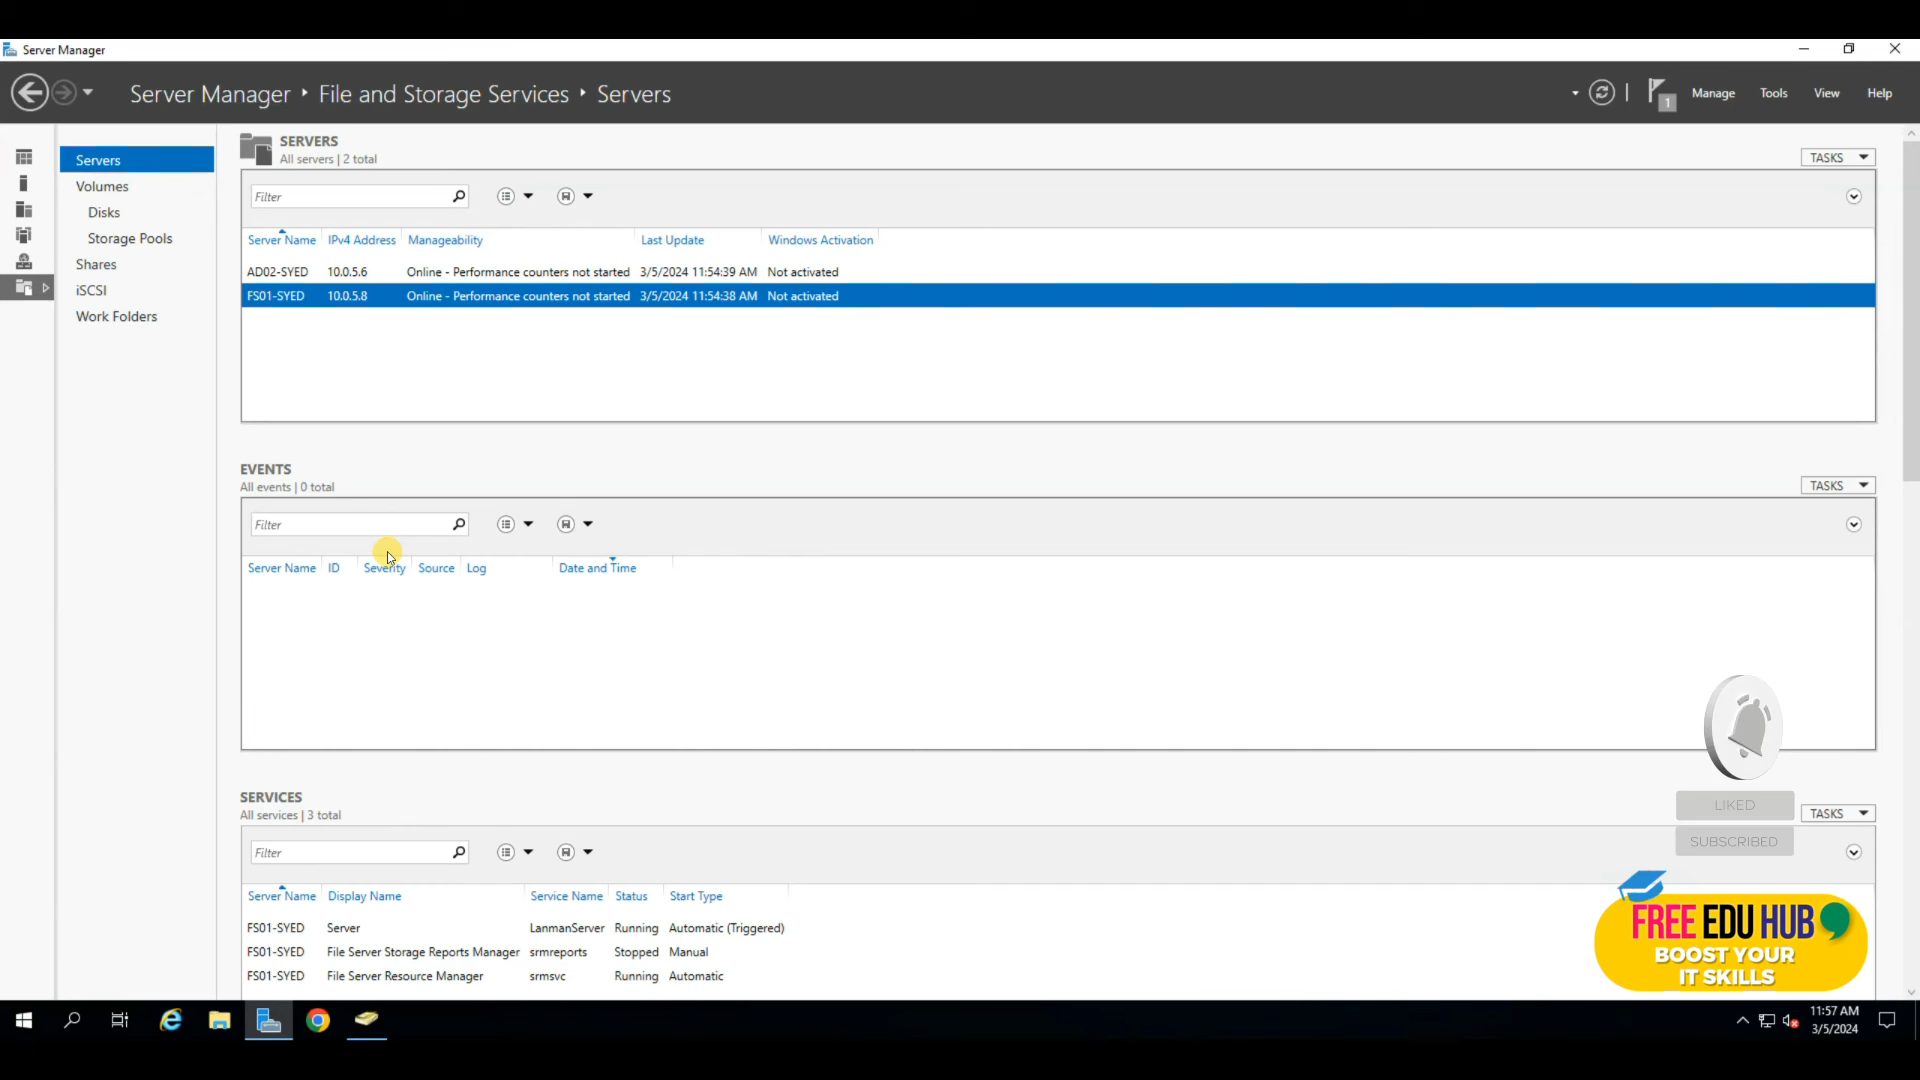 Server Manager
Server Manager ‣ File and Storage Services ‣ Servers
1
Manage Tools View Help
Servers
Volumes
Disks
Storage Pools
Shares
iSCSI
Work Folders
SERVERS
All servers | 2 total
TASKS
Filter
Server Name IPv4 Address Manageability Last Update Windows Activation
AD02-SYED 10.0.5.6 Online - Performance counters not started 3/5/2024 11:54:39 AM Not activated
FS01-SYED 10.0.5.8 Online - Performance counters not started 3/5/2024 11:54:38 AM Not activated
EVENTS
All events | 0 total
TASKS
Filter
Server Name ID Severity Source Log Date and Time
SERVICES
All services | 3 total
TASKS
Filter
Server Name Display Name Service Name Status Start Type
FS01-SYED Server LanmanServer Running Automatic (Triggered)
FS01-SYED File Server Storage Reports Manager srmreports Stopped Manual
FS01-SYED File Server Resource Manager srmsvc Running Automatic
LIKED
SUBSCRIBED
FREE EDU HUB
BOOST YOUR
IT SKILLS
11:57 AM
3/5/2024